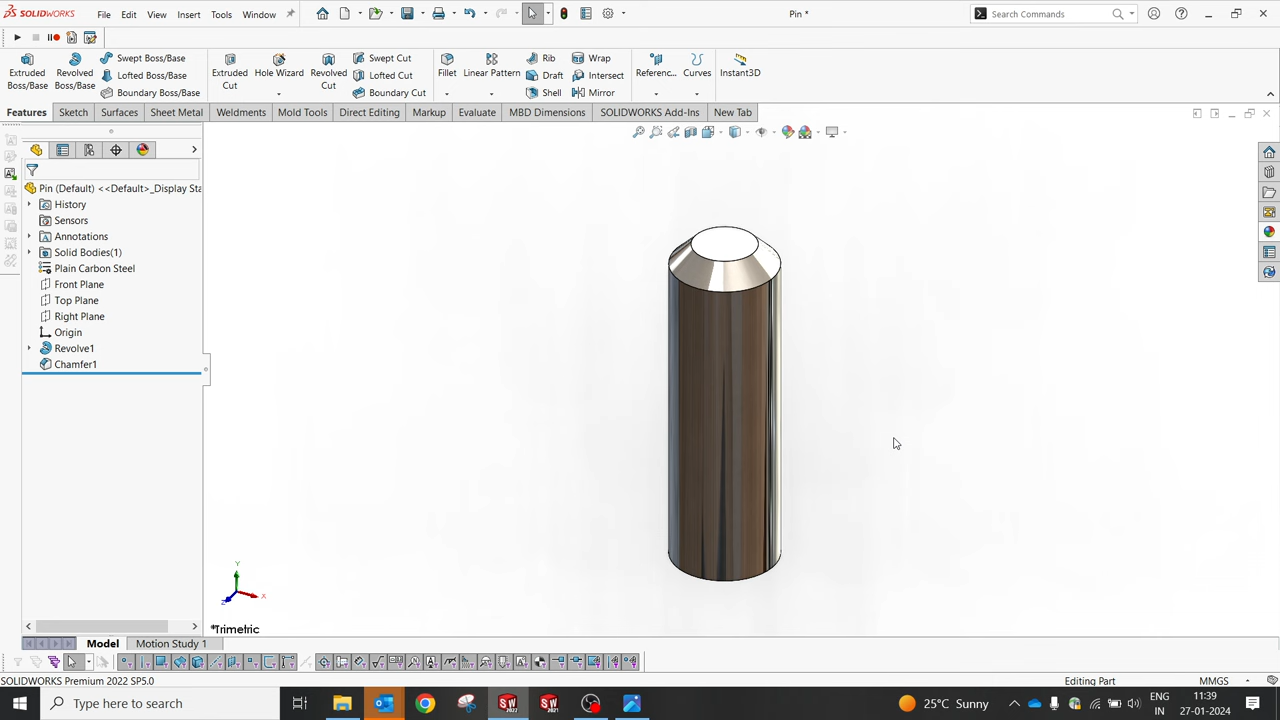 SOLIDWORKS File Edit View Insert Tools Window Pin * Search Commands
Swept Boss/Base Swept Cut Rib Wrap
Extruded Boss/Base Revolved Boss/Base Lofted Boss/Base Extruded Cut Hole Wizard Revolved Cut Lofted Cut Fillet Linear Pattern Draft Intersect Referenc... Curves Instant3D
Boundary Boss/Base Boundary Cut Shell Mirror
Features Sketch Surfaces Sheet Metal Weldments Mold Tools Direct Editing Markup Evaluate MBD Dimensions SOLIDWORKS Add-Ins New Tab
Pin (Default) <<Default>_Display Sta
History
Sensors
Annotations
Solid Bodies(1)
Plain Carbon Steel
Front Plane
Top Plane
Right Plane
Origin
Revolve1
Chamfer1
Y
X
Z
*Trimetric
Model Motion Study 1
SOLIDWORKS Premium 2022 SP5.0 Editing Part MMGS
Type here to search 25°C Sunny ENG IN 11:39 27-01-2024